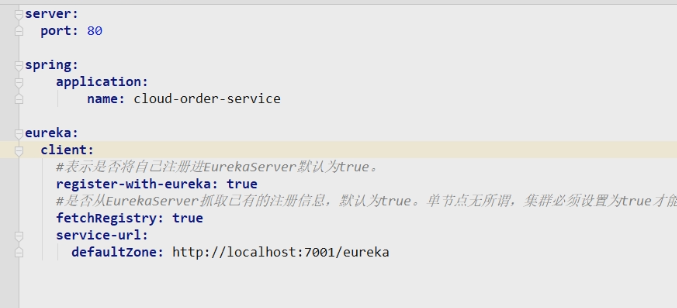 server:
port: 80
spring:
application:
name: cloud-order-service
eureka:
client:
#表示是否将自己注册进EurekaServer默认为true。
register-with-eureka: true
#是否从EurekaServer抓取已有的注册信息，默认为true。单节点无所谓，集群必须设置为true才能
fetchRegistry: true
service-url:
defaultZone: http://localhost:7001/eureka